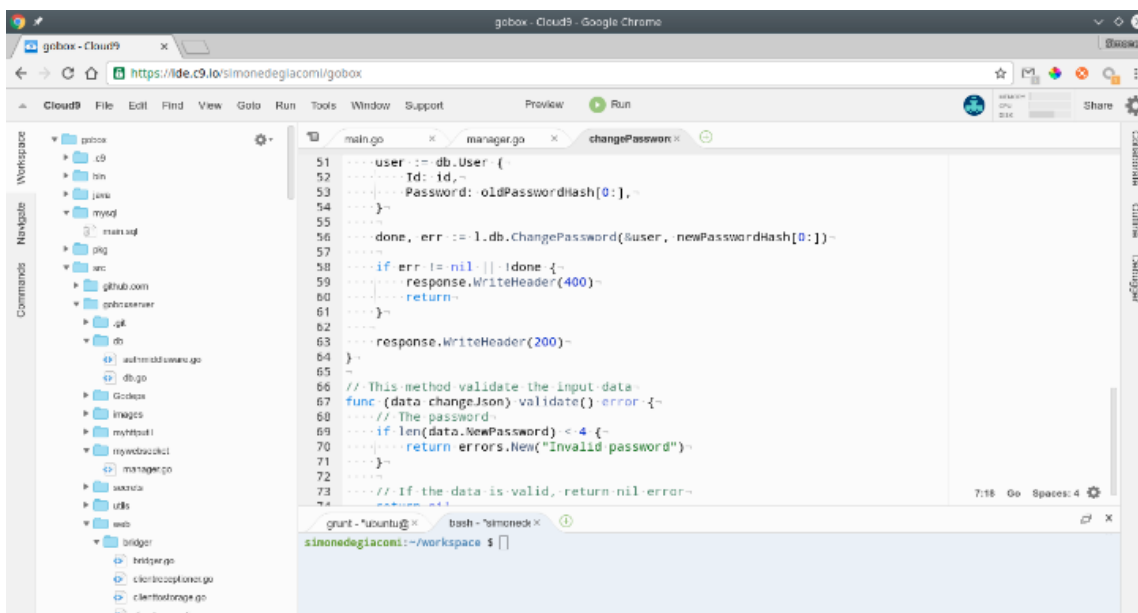 gobox - Cloud9 - Google Chrome
gobox - Cloud9
https://ide.c9.io/simonedegiacomi/gobox
Cloud9 File Edit Find View Goto Run Tools Window Support Preview Run
CPU
DISK
Share
Workspace
Navigate
Commands
gobox
.c9
bin
java
mysql
main.sql
pkg
src
github.com
goboxserver
.git
db
authmiddleware.go
db.go
Godeps
images
myhttputil
mywebsocket
manager.go
secrets
utils
web
bridger
bridger.go
clientreceptioner.go
clienttostorage.go
main.go
manager.go
changePassword
51 user := db.User {
52 Id: id,
53 Password: oldPasswordHash[0:],
54 }
55
56 done, err := l.db.ChangePassword(&user, newPasswordHash[0:])
57
58 if err != nil || !done {
59 response.WriteHeader(400)
60 return
61 }
62
63 response.WriteHeader(200)
64 }
65
66 // This method validate the input data
67 func (data changeJson) validate() error {
68 // The password
69 if len(data.NewPassword) < 4 {
70 return errors.New("Invalid password")
71 }
72
73 // If the data is valid, return nil error
74 return nil
7:18 Go Spaces: 4
grunt - "ubuntu@
bash - "simonede
simonedegiacomi:~/workspace $
Debugger